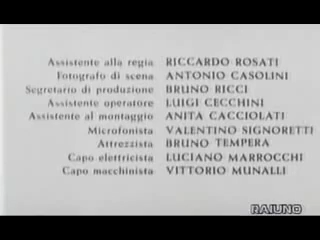 Assistente alla regia RICCARDO ROSATI
Fotografo di scena ANTONIO CASOLINI
Segretario di produzione BRUNO RICCI
Assistente operatore LUIGI CECCHINI
Assistente al montaggio ANITA CACCIOLATI
Microfonista VALENTINO SIGNORETTI
Attrezzista BRUNO TEMPERA
Capo elettricista LUCIANO MARROCCHI
Capo macchinista VITTORIO MUNALLI
RAIUNO